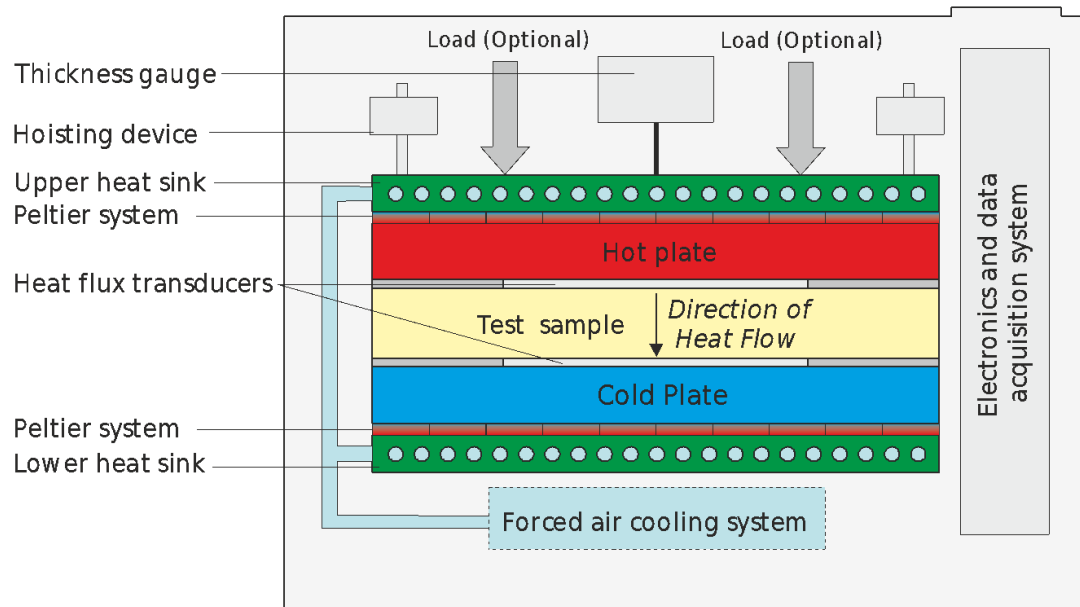 Load (Optional)
Load (Optional)
Thickness gauge
Hoisting device
Upper heat sink
Peltier system
Hot plate
Heat flux transducers
Test sample
Direction of
Heat Flow
Cold Plate
Peltier system
Lower heat sink
Forced air cooling system
Electronics and data
acquisition system